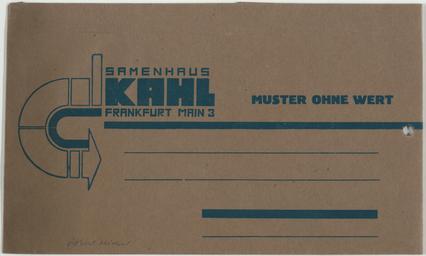 SAMENHAUS
KAHL
FRANKFURT MAIN 3
MUSTER OHNE WERT